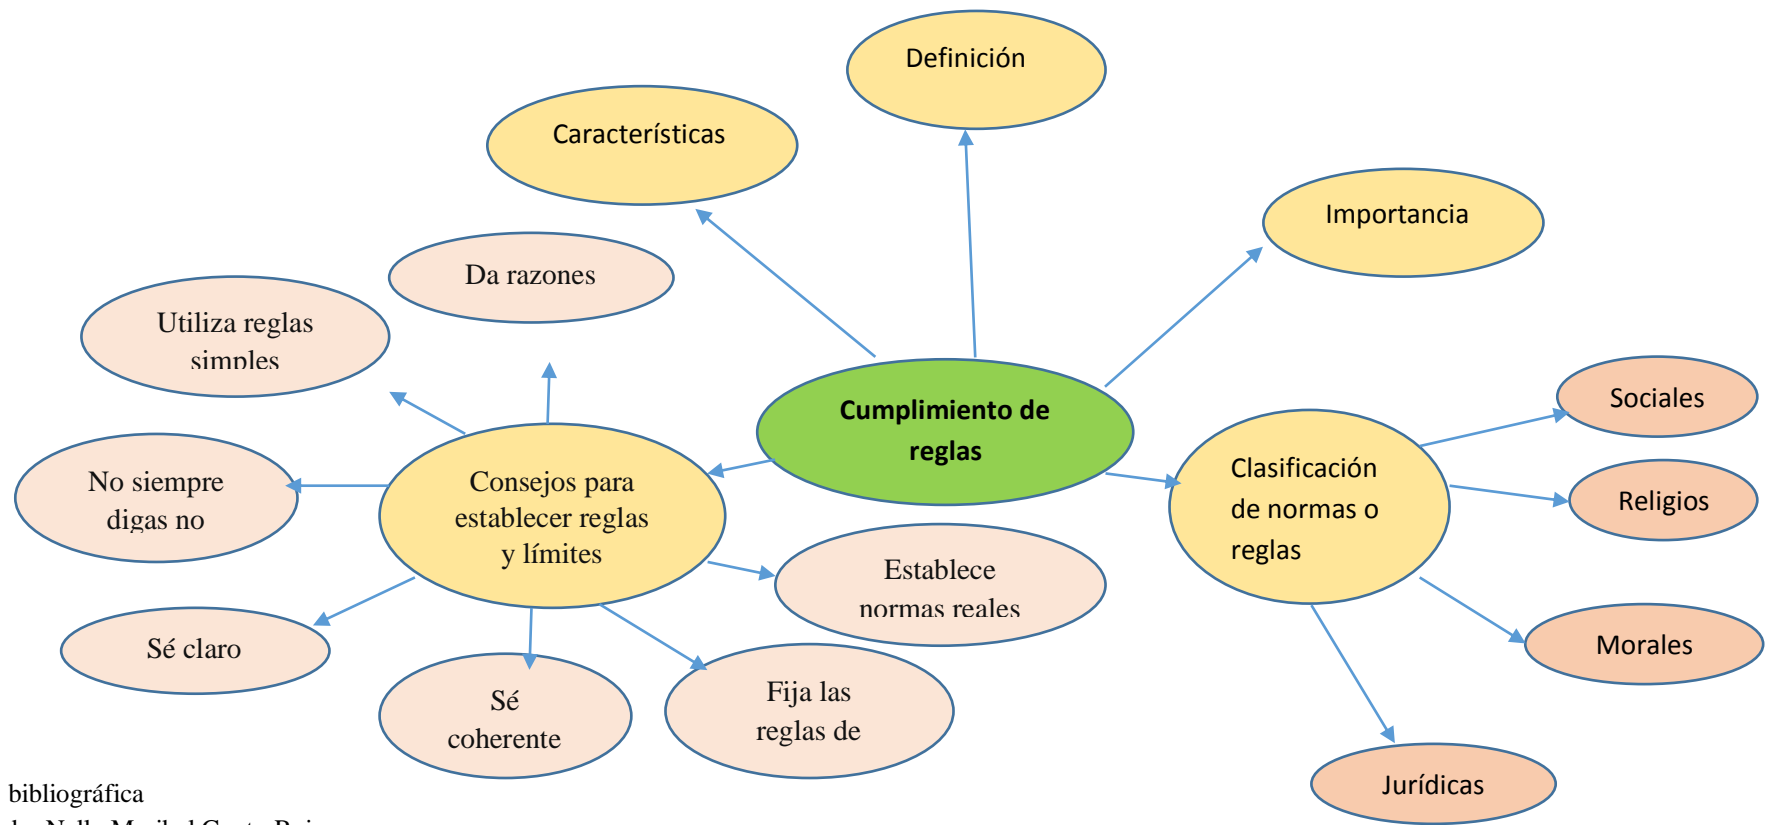 Definición
Características
Importancia
Da razones
Utiliza reglas
simples
Cumplimiento de
reglas
Sociales
No siempre
digas no
Consejos para
establecer reglas
y límites
Clasificación
de normas o
reglas
Religios
Establece
normas reales
Sé claro
Morales
Sé
coherente
Fija las
reglas de
Jurídicas
bibliográfica